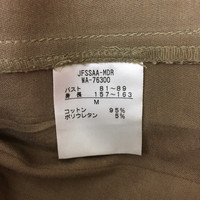 JFSSAA-MDR
WA-76300
バスト 81~89
身長 157~163
M
コットン 95%
ポリウレタン 5%